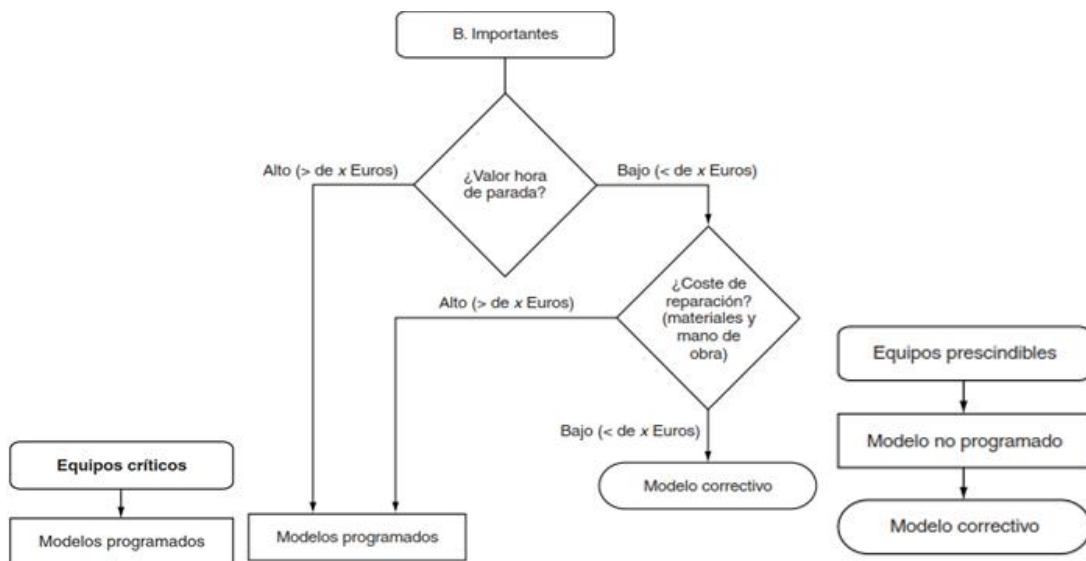 B. Importantes
Alto (> de x Euros)
¿Valor hora
de parada?
Bajo (< de x Euros)
Alto (> de x Euros)
¿Coste de
reparación?
(materiales y
mano de
obra)
Bajo (< de x Euros)
Modelo correctivo
Modelos programados
Equipos críticos
Modelos programados
Equipos prescindibles
Modelo no programado
Modelo correctivo